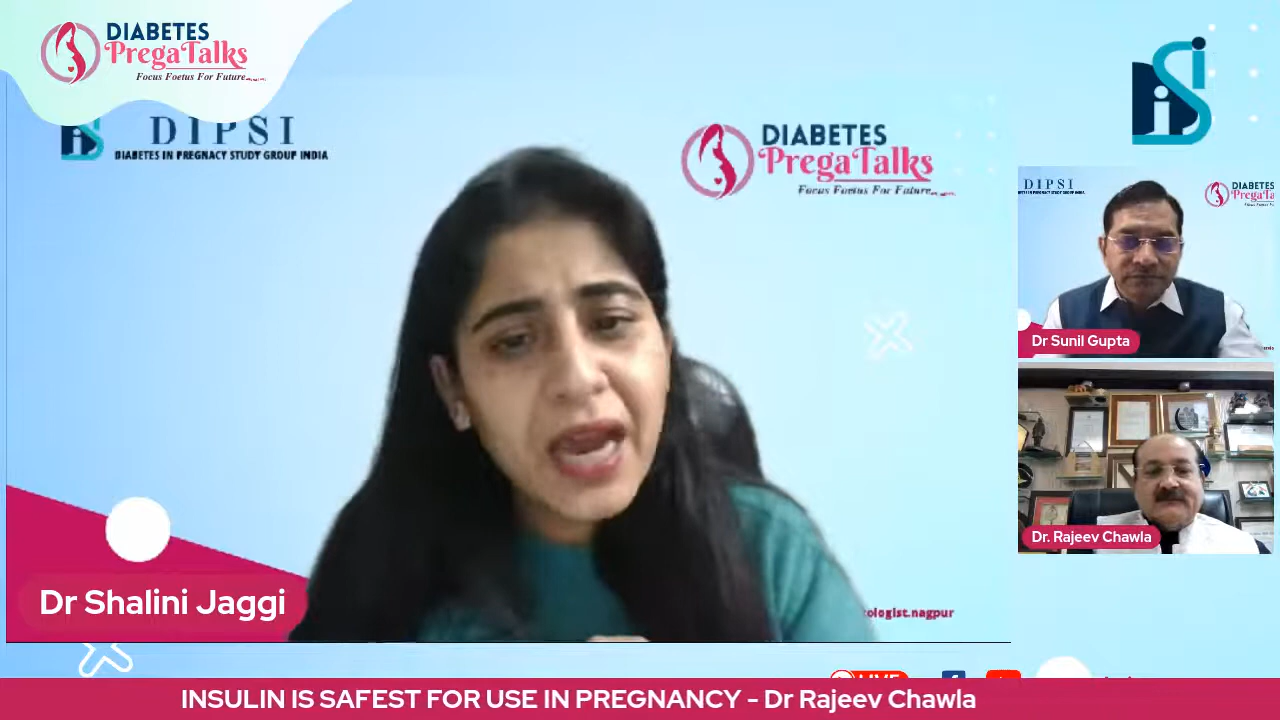 DIABETES
PregaTalks
Focus Foetus For Future...
DIPSI
DIABETES IN PREGNANCY STUDY GROUP INDIA
DIABETES
PregaTalks
Focus Foetus For Future...
DIPSI
DIABETES
Dr Sunil Gupta
Dr. Rajeev Chawla
Dr Shalini Jaggi
ologist.nagpur
LIVE
INSULIN IS SAFEST FOR USE IN PREGNANCY - Dr Rajeev Chawla